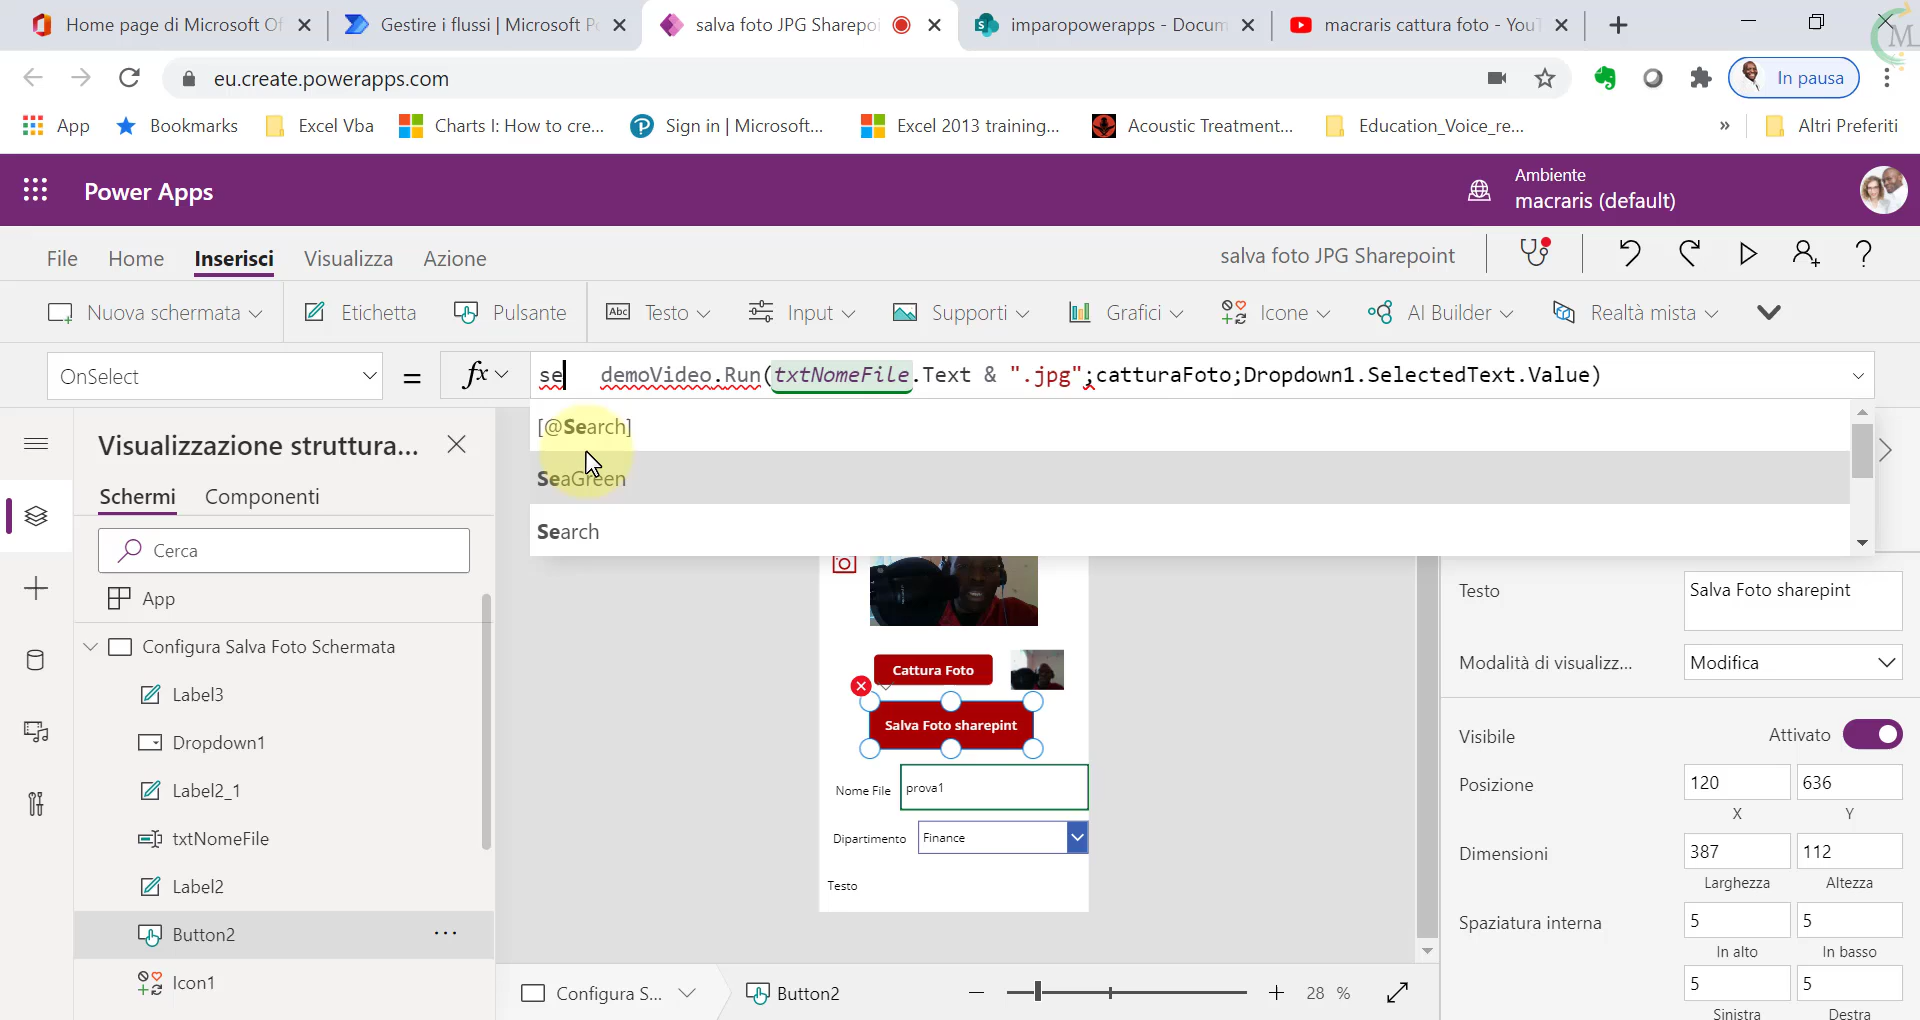 Home page di Microsoft Of
Gestire i flussi | Microsoft Po
salva foto JPG Sharepoi
imparopowerapps - Docum
macraris cattura foto - YouT
M
eu.create.powerapps.com
In pausa
App
Bookmarks
Excel Vba
Charts I: How to cre...
Sign in | Microsoft...
Excel 2013 training...
Acoustic Treatment...
Education_Voice_re...
»
Altri Preferiti
Power Apps
Ambiente
macraris (default)
File
Home
Inserisci
Visualizza
Azione
salva foto JPG Sharepoint
Nuova schermata
Etichetta
Pulsante
Abc Testo
Input
Supporti
Grafici
Icone
AI Builder
Realtà mista
OnSelect
=
fx
se demoVideo.Run(txtNomeFile.Text & ".jpg";catturaFoto;Dropdown1.SelectedText.Value)
[@Search]
SeaGreen
Search
Visualizzazione struttura...
Schermi
Componenti
Cerca
App
Configura Salva Foto Schermata
Label3
Dropdown1
Label2_1
txtNomeFile
Label2
Button2
...
Icon1
Cattura Foto
Salva Foto sharepint
Nome File
prova1
Dipartimento
Finance
Testo
Testo
Salva Foto sharepint
Modalità di visualizz...
Modifica
Visibile
Attivato
Posizione
120
636
X
Y
Dimensioni
387
112
Larghezza
Altezza
Spaziatura interna
5
5
In alto
In basso
5
5
Sinistra
Destra
Configura S...
Button2
28 %